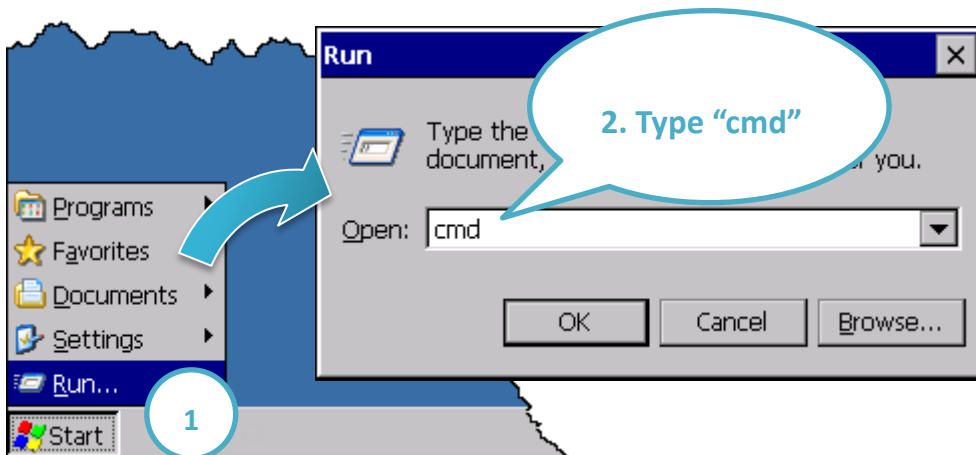 Run
2. Type “cmd”
Type the
document,
you.
Open: cmd
OK Cancel Browse...
Programs
Favorites
Documents
Settings
Run...
Start
1